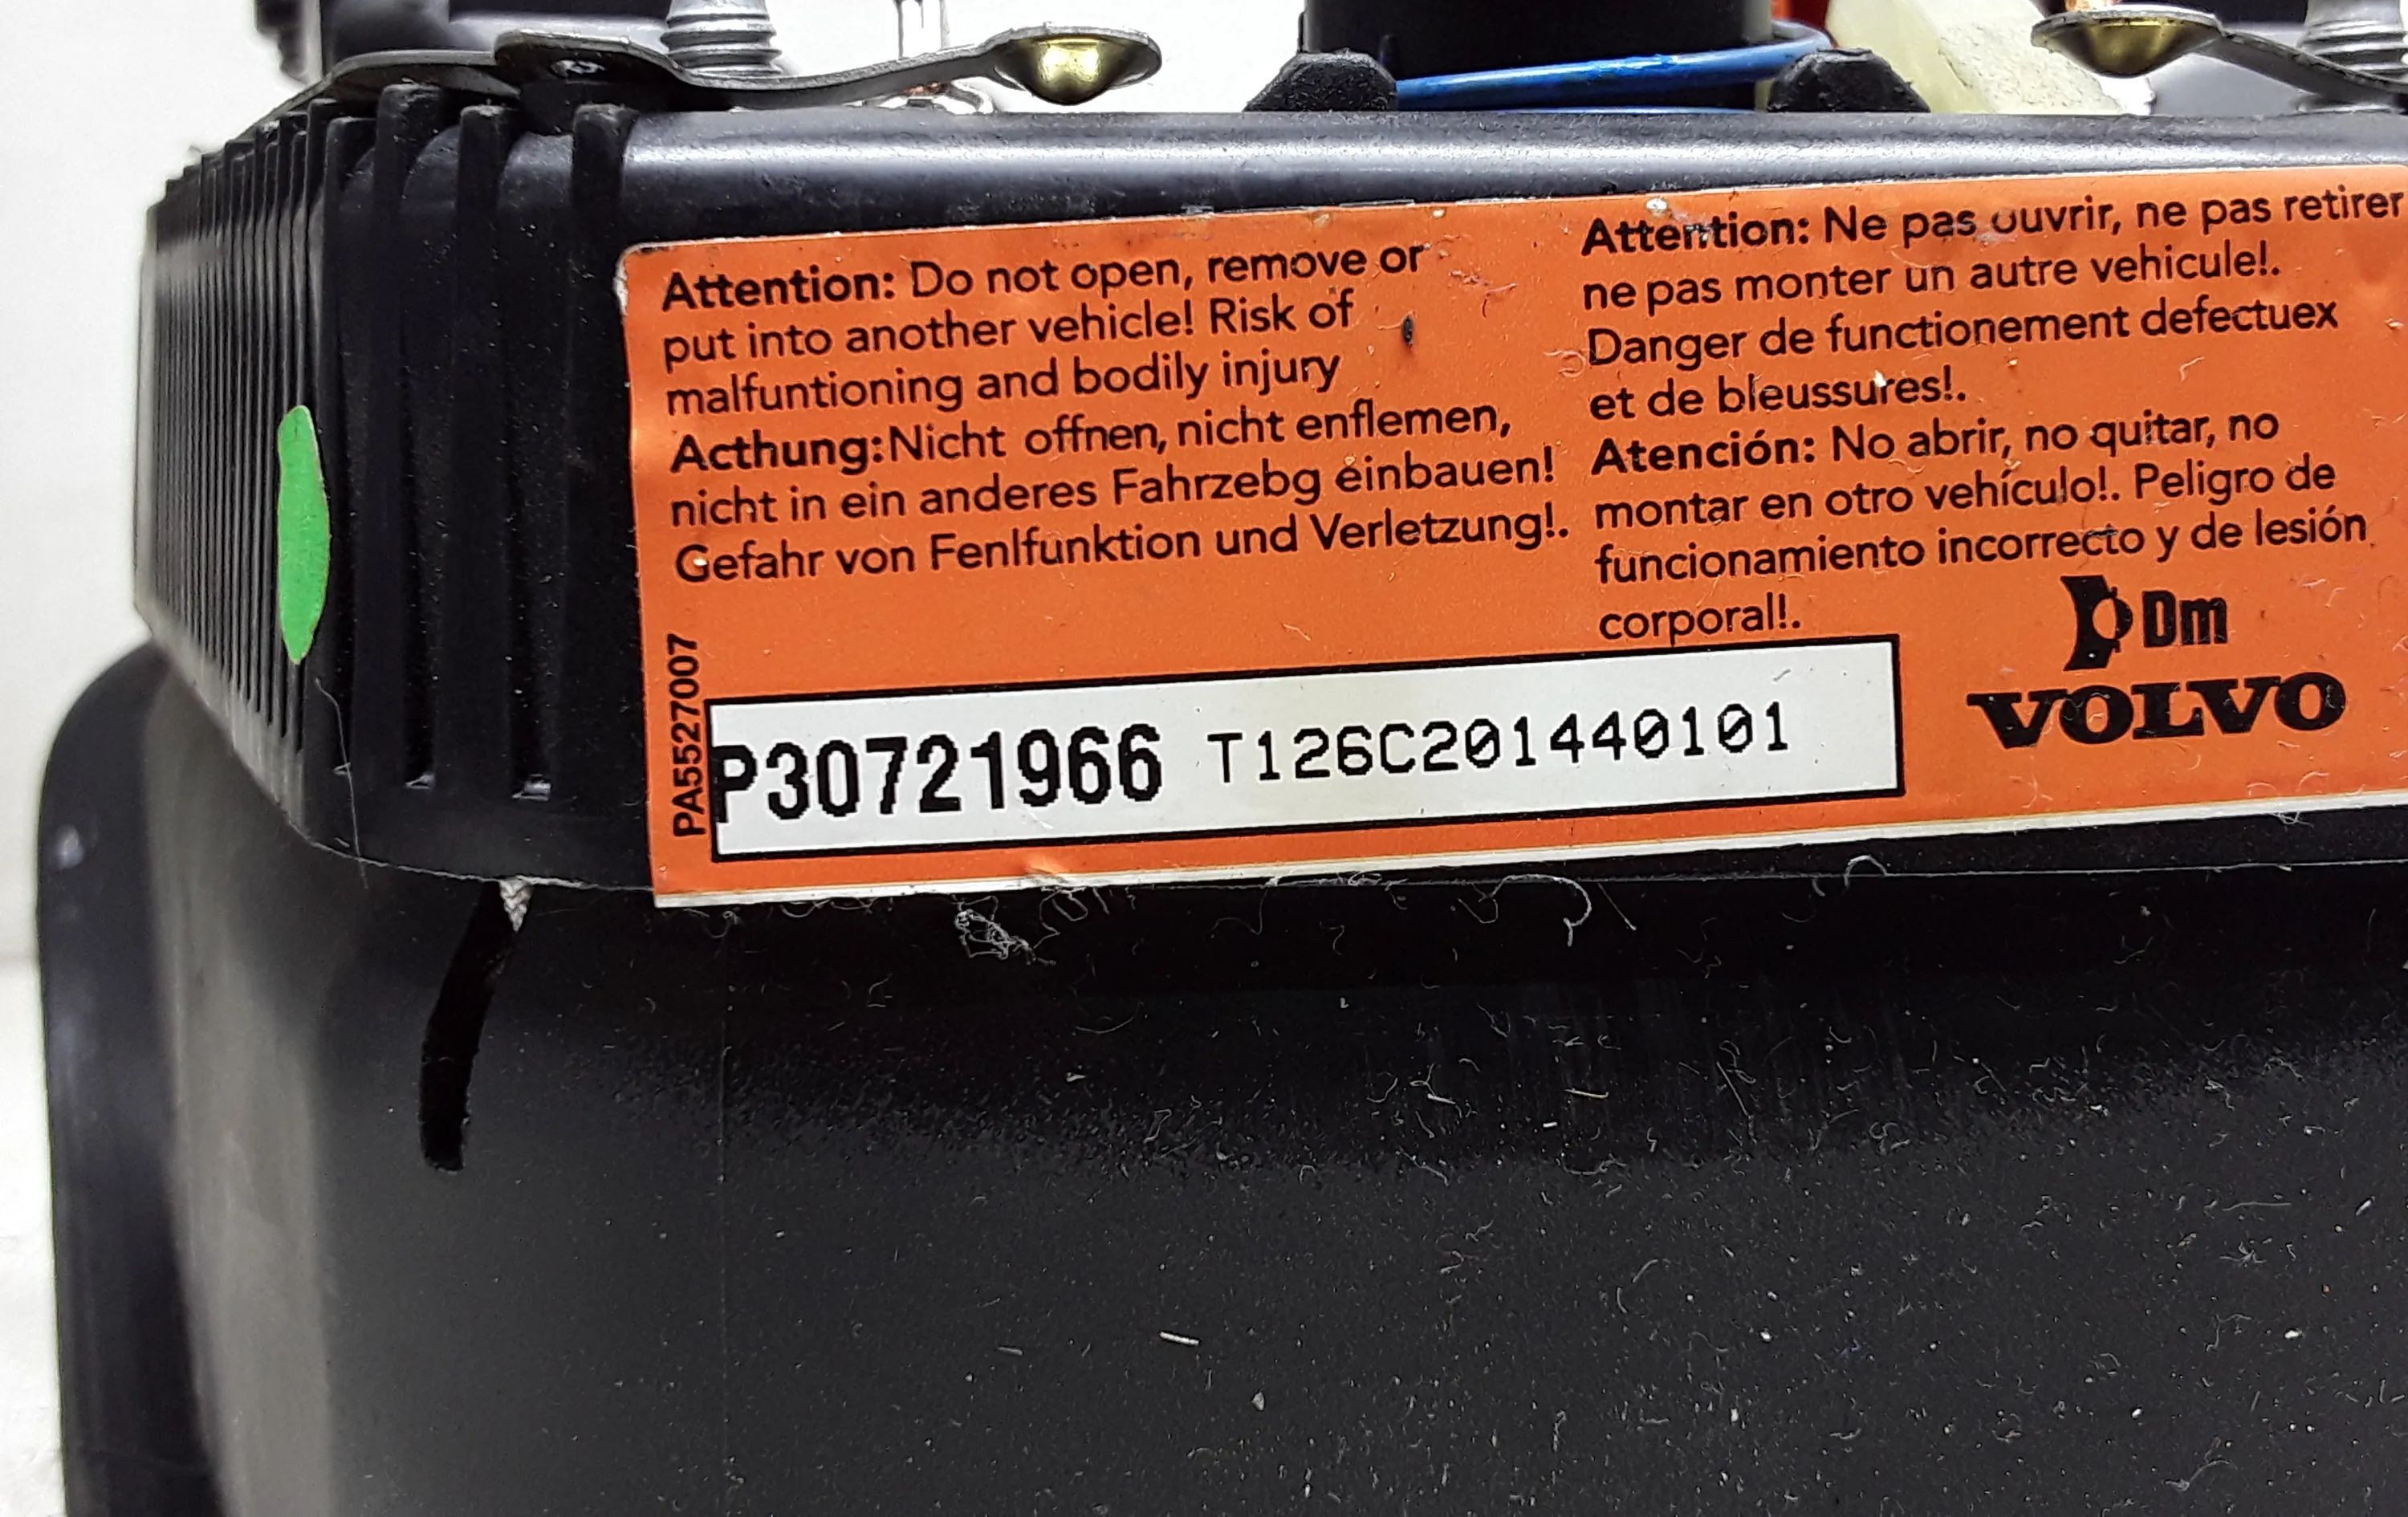 Attention: Do not open, remove or
put into another vehicle! Risk of
malfuntioning and bodily injury
Acthung: Nicht offnen, nicht enflemen,
nicht in ein anderes Fahrzebg einbauen!
Gefahr von Fenlfunktion und Verletzung!.
Attention: Ne pas ouvrir, ne pas retirer
ne pas monter un autre vehicule!.
Danger de functionement defectuex
et de bleussures!.
Atención: No abrir, no quitar, no
montar en otro vehículo!. Peligro de
funcionamiento incorrecto y de lesión
corporal!.
PA5527007
P30721966 T126C201440101
Dm
VOLVO